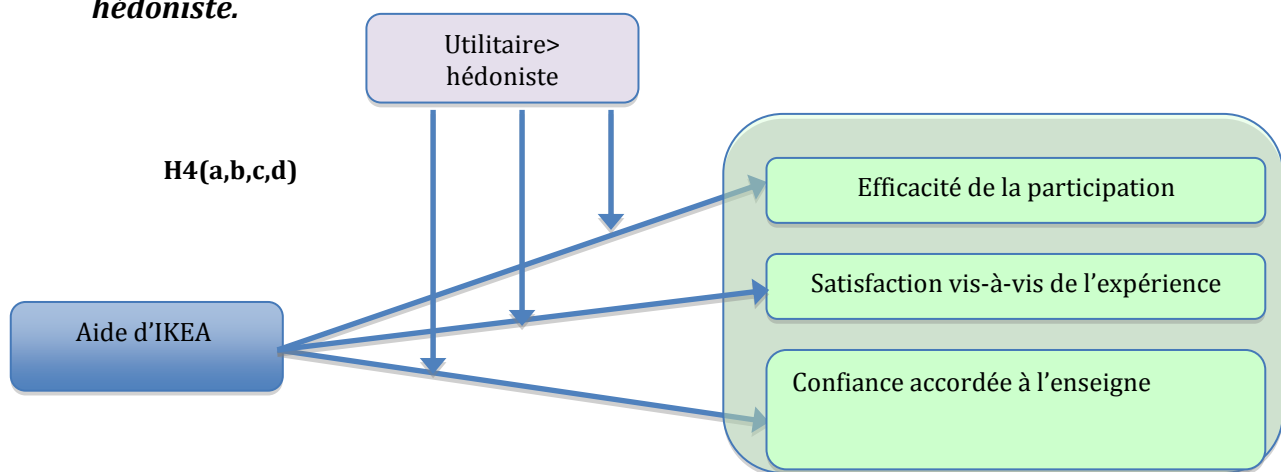 hédoniste.
Utilitaire>
hédoniste
H4(a,b,c,d)
Efficacité de la participation
Satisfaction vis-à-vis de l’expérience
Aide d’IKEA
Confiance accordée à l’enseigne